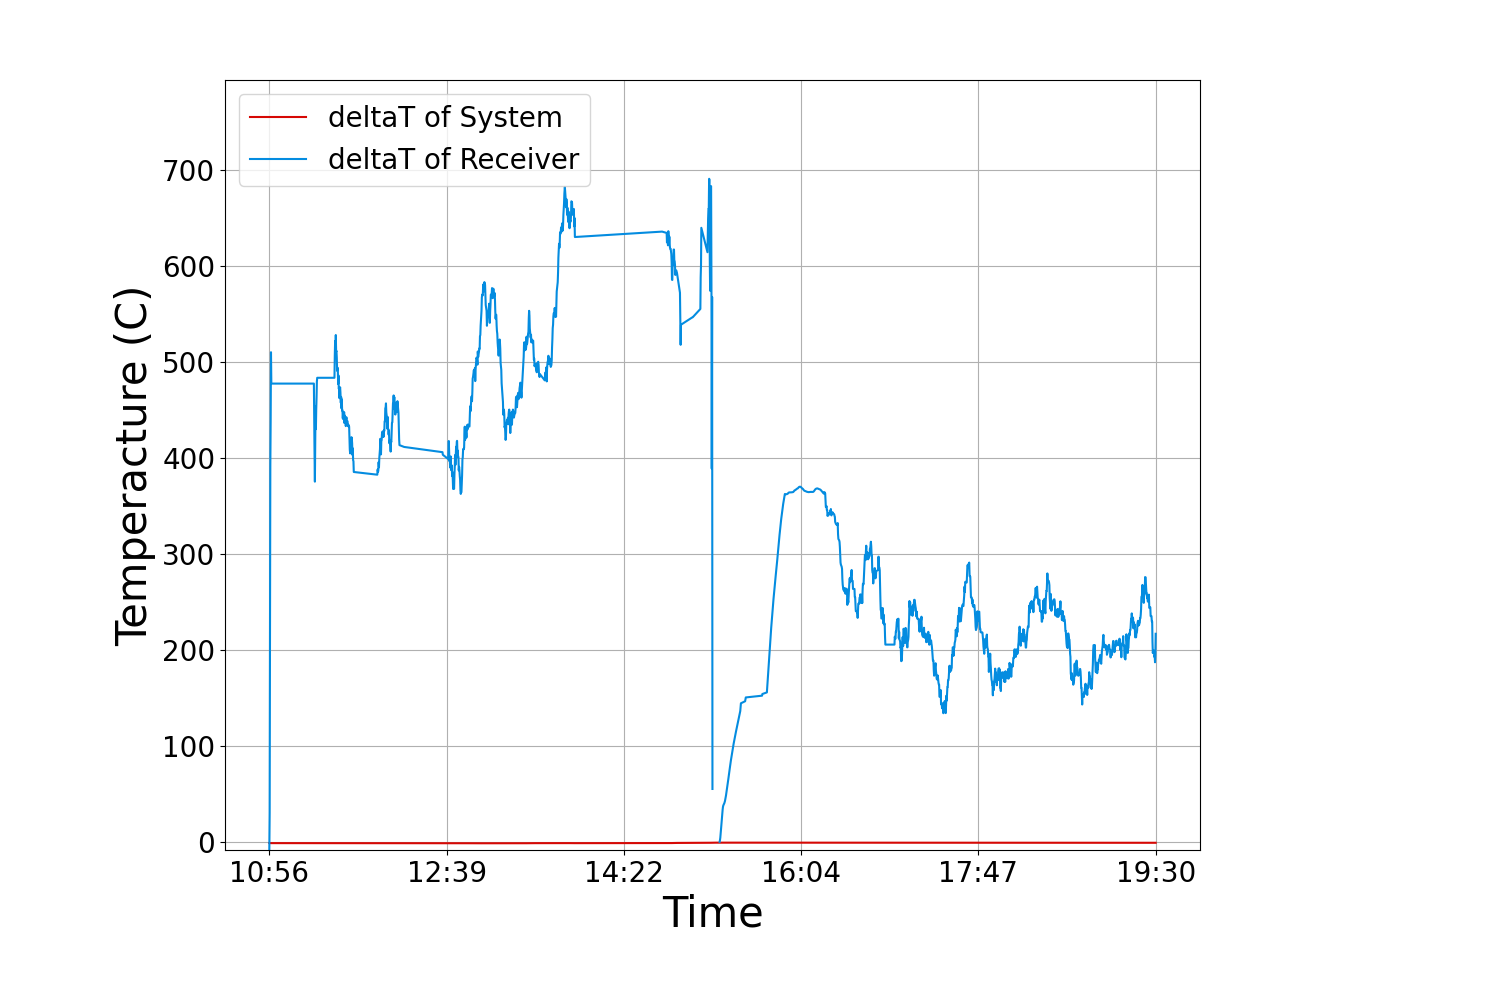 deltaT of System
deltaT of Receiver
700
600
500
400
300
200
100
0
Temperacture (C)
10:56 12:39 14:22 16:04 17:47 19:30
Time